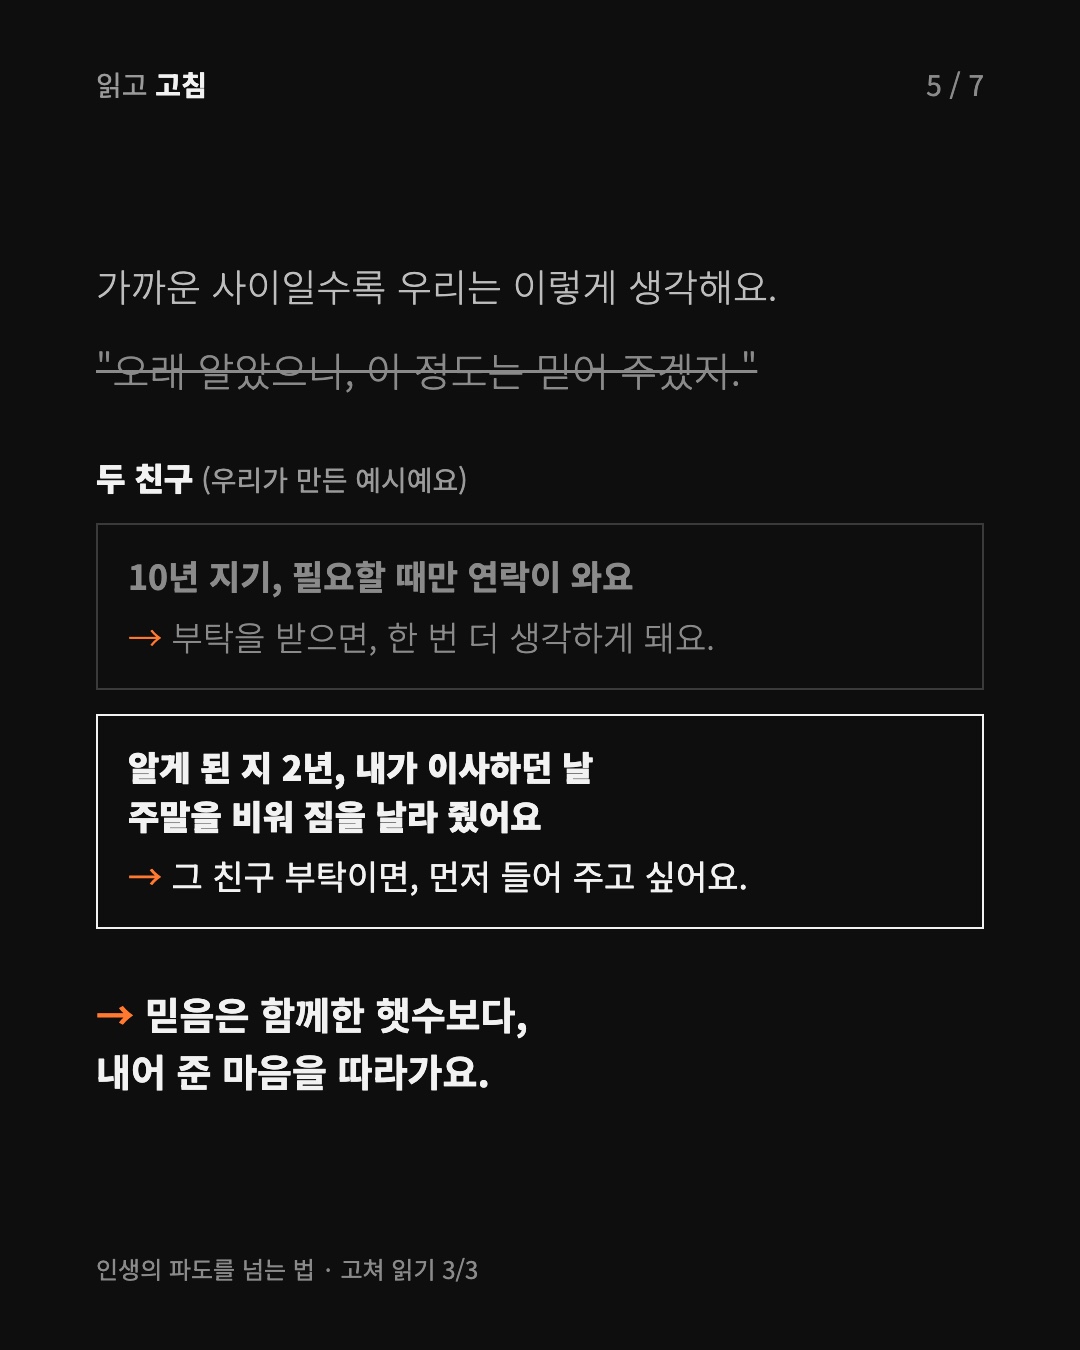 읽고 고침
5 / 7
가까운 사이일수록 우리는 이렇게 생각해요.
"오래 알았으니, 이 정도는 믿어 주겠지."
두 친구 (우리가 만든 예시예요)
10년 지기, 필요할 때만 연락이 와요
→ 부탁을 받으면, 한 번 더 생각하게 돼요.
알게 된 지 2년, 내가 이사하던 날
주말을 비워 짐을 날라 줬어요
→ 그 친구 부탁이면, 먼저 들어 주고 싶어요.
→ 믿음은 함께한 햇수보다,
내어 준 마음을 따라가요.
인생의 파도를 넘는 법 · 고쳐 읽기 3/3